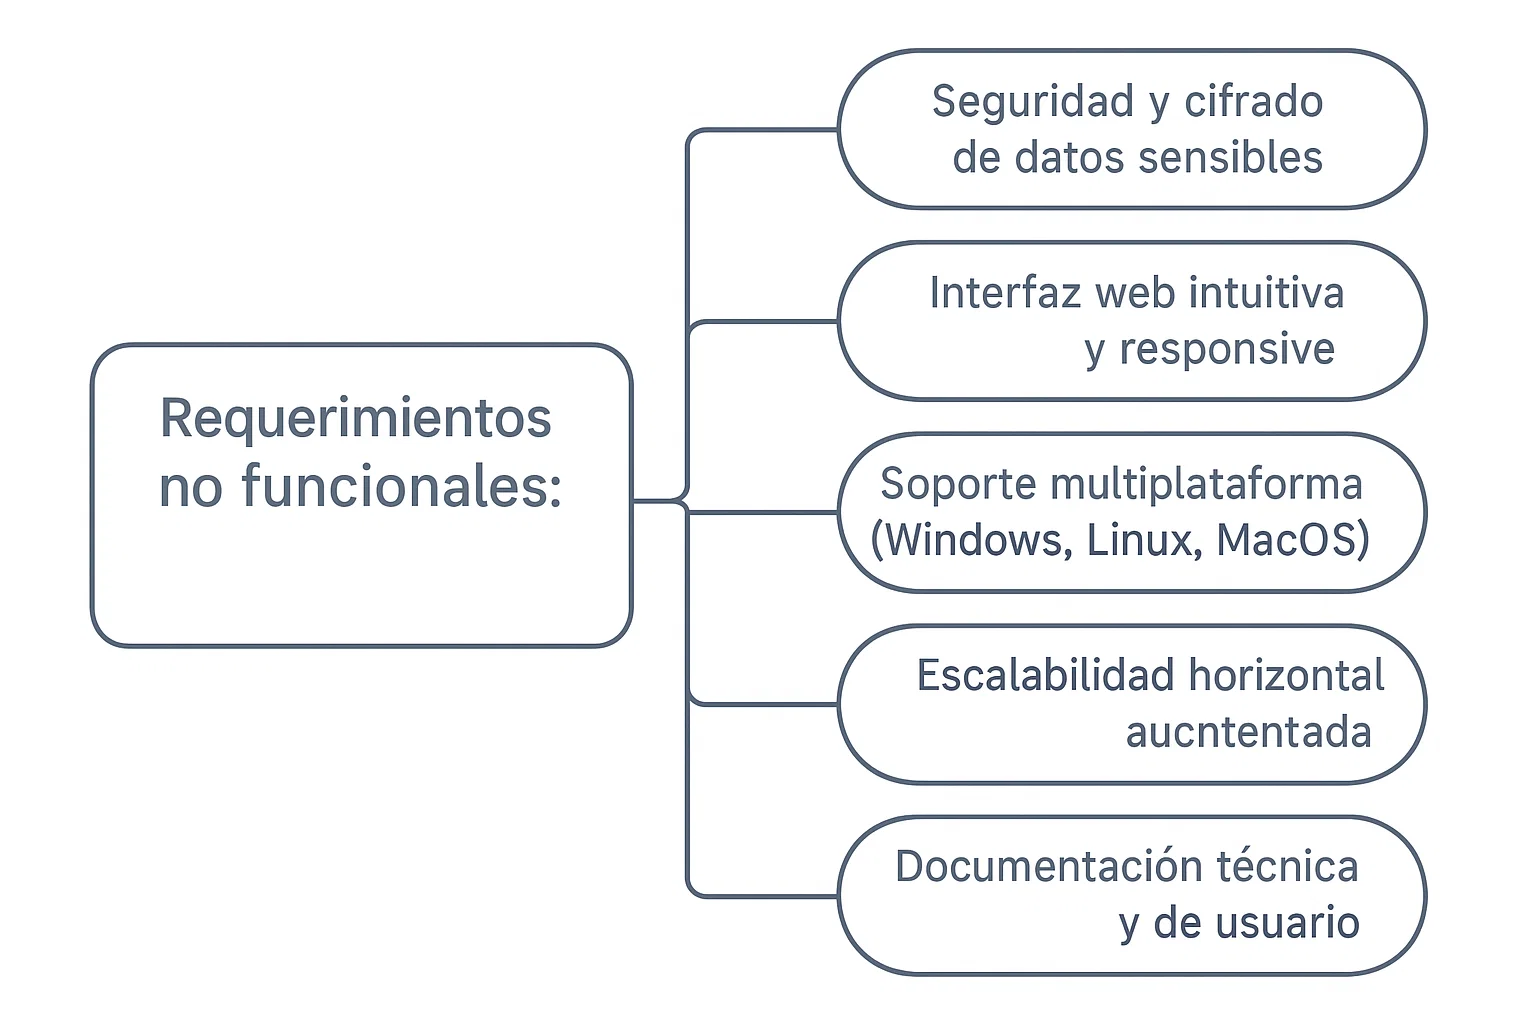 Requerimientos
no funcionales:
Seguridad y cifrado
de datos sensibles
Interfaz web intuitiva
y responsive
Soporte multiplataforma
(Windows, Linux, MacOS)
Escalabilidad horizontal
aucntentada
Documentación técnica
y de usuario